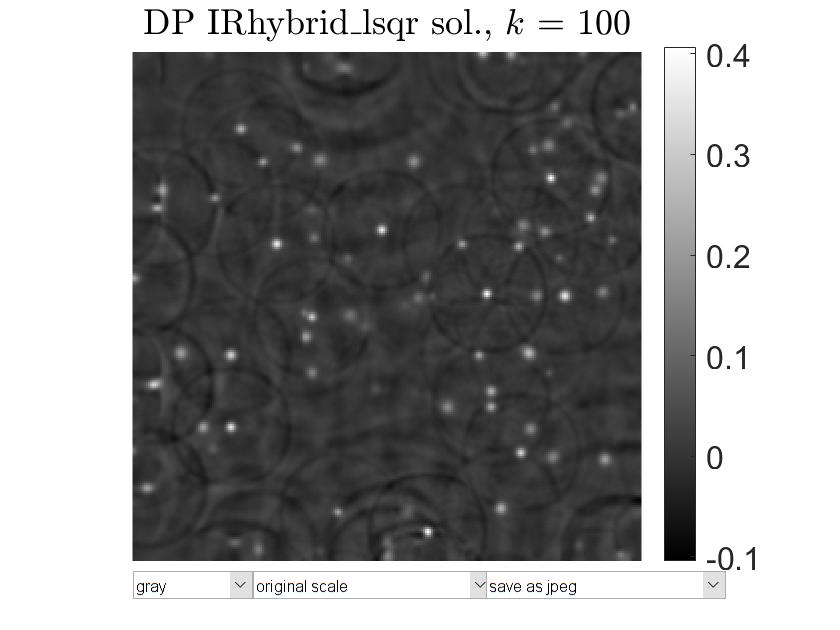 DP IRhybrid_lsqr sol., k = 100
0.4
0.3
0.2
0.1
0
-0.1
gray
original scale
save as jpeg